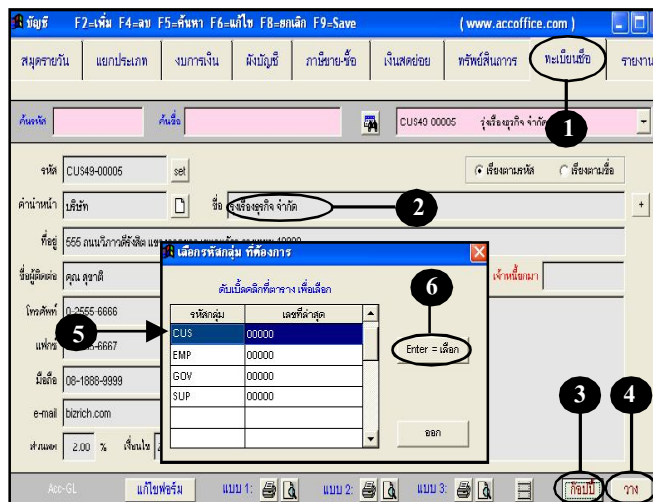 บัญชี F2=เพิ่ม F4=ลบ F5=ค้นหา F6=แก้ไข F8=ยกเลิก F9=Save ( www.accoffice.com )
สมุดรายวัน แยกประเภท งบการเงิน ผังบัญชี ภาษีขาย-ซื้อ เงินสดย่อย ทรัพย์สินถาวร ทะเบียนชื่อ รายงาน
ค้นรหัส ค้นชื่อ CUS49-00005 รุ่งเรืองธุรกิจ จำกัด
1
รหัส CUS49-00005 set เรียงตามรหัส เรียงตามชื่อ
คำนำหน้า บริษัท ชื่อ รุ่งเรืองธุรกิจ จำกัด 2 +
ที่อยู่ 555 ถนนวิภาวดีรังสิต
เลือกรหัสกลุ่ม ที่ต้องการ
ชื่อผู้ติดต่อ คุณ สุชาติ เจ้าหนี้ยกมา
ดับเบิ้ลคลิกที่ตาราง เพื่อเลือก 6
โทรศัพท์ 0-2555-6666 รหัสกลุ่ม เลขที่ล่าสุด
5 CUS 00000
แฟกซ์ 6667 EMP 00000 Enter = เลือก
มือถือ 08-1888-9999 GOV 00000
SUP 00000
3 4
e-mail bizrich.com
ออก
ส่วนลด 2.00 % เงื่อนไข
Acc-GL แก้ไขฟอร์ม แบบ 1: แบบ 2: แบบ 3: ก๊อปปี้ วาง